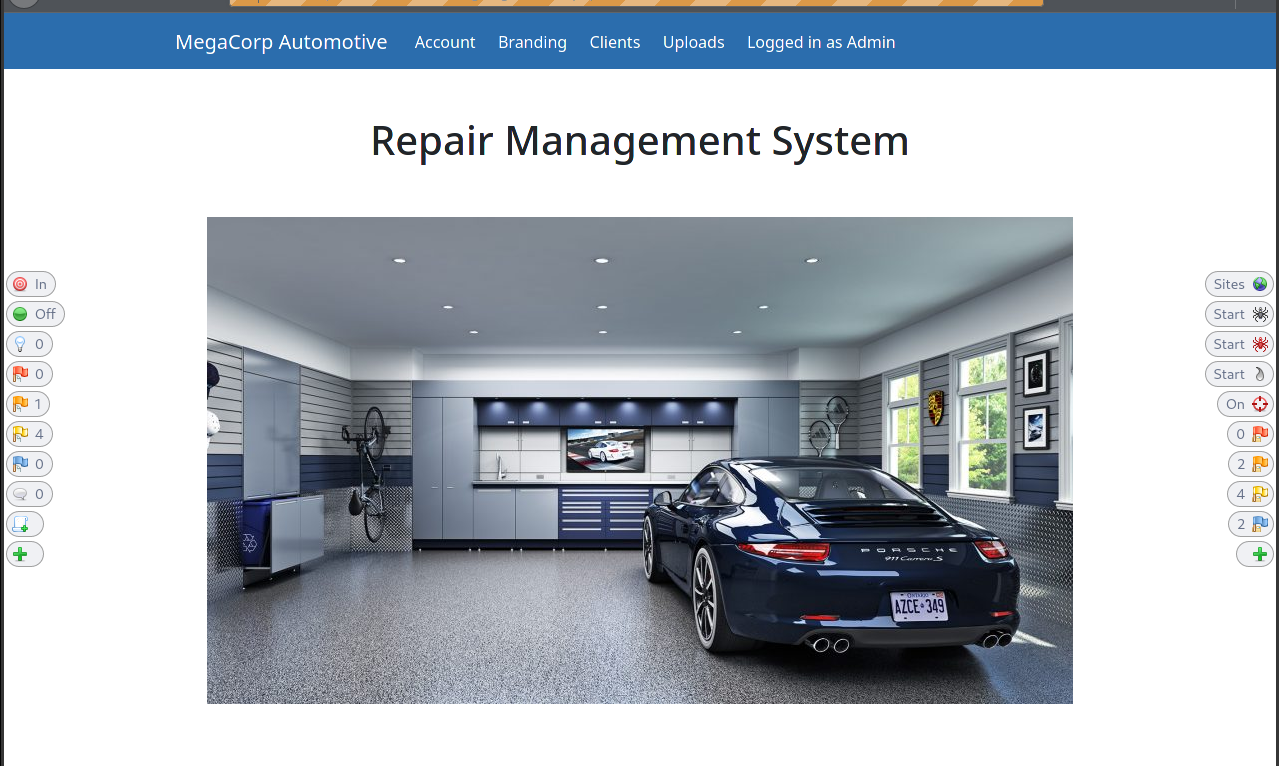 MegaCorp Automotive Account Branding Clients Uploads Logged in as Admin
Repair Management System
In
Off
0
0
1
4
0
0
Sites
Start
Start
Start
On
0
2
4
2
PORSCHE
911 Carrera S
ONTARIO
AZCE 349